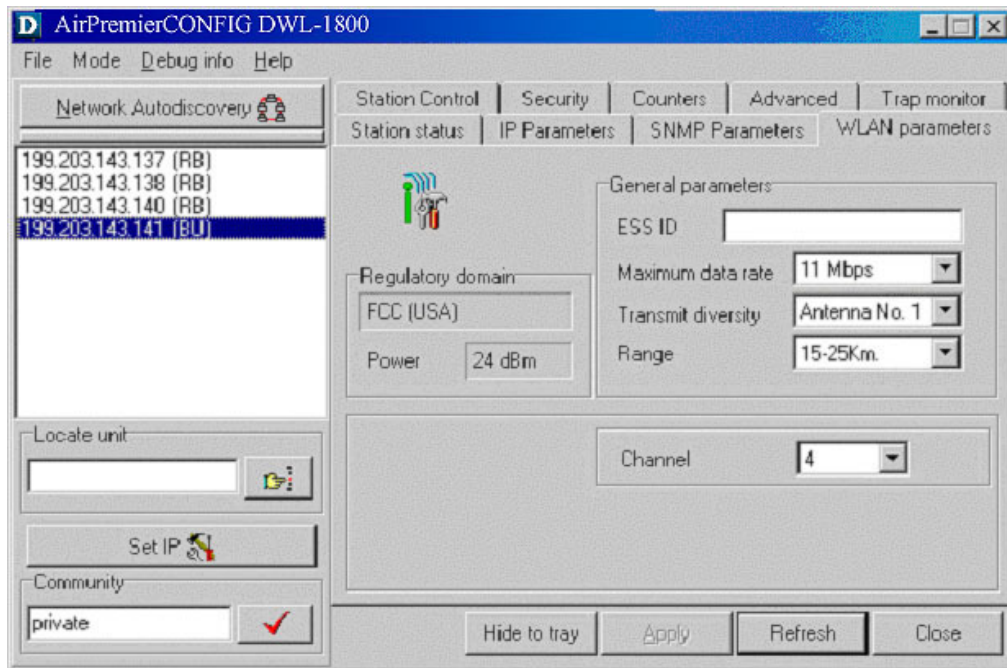 D AirPremierCONFIG DWL-1800
File Mode Debug info Help
Network Autodiscovery
199.203.143.137 (RB)
199.203.143.138 (RB)
199.203.143.140 (RB)
199.203.143.141 (BU)
Locate unit
Set IP
Community
private
Station Control Security Counters Advanced Trap monitor
Station status IP Parameters SNMP Parameters WLAN parameters
Regulatory domain
FCC (USA)
Power 24 dBm
General parameters
ESS ID
Maximum data rate 11 Mbps
Transmit diversity Antenna No. 1
Range 15-25Km.
Channel 4
Hide to tray Apply Refresh Close